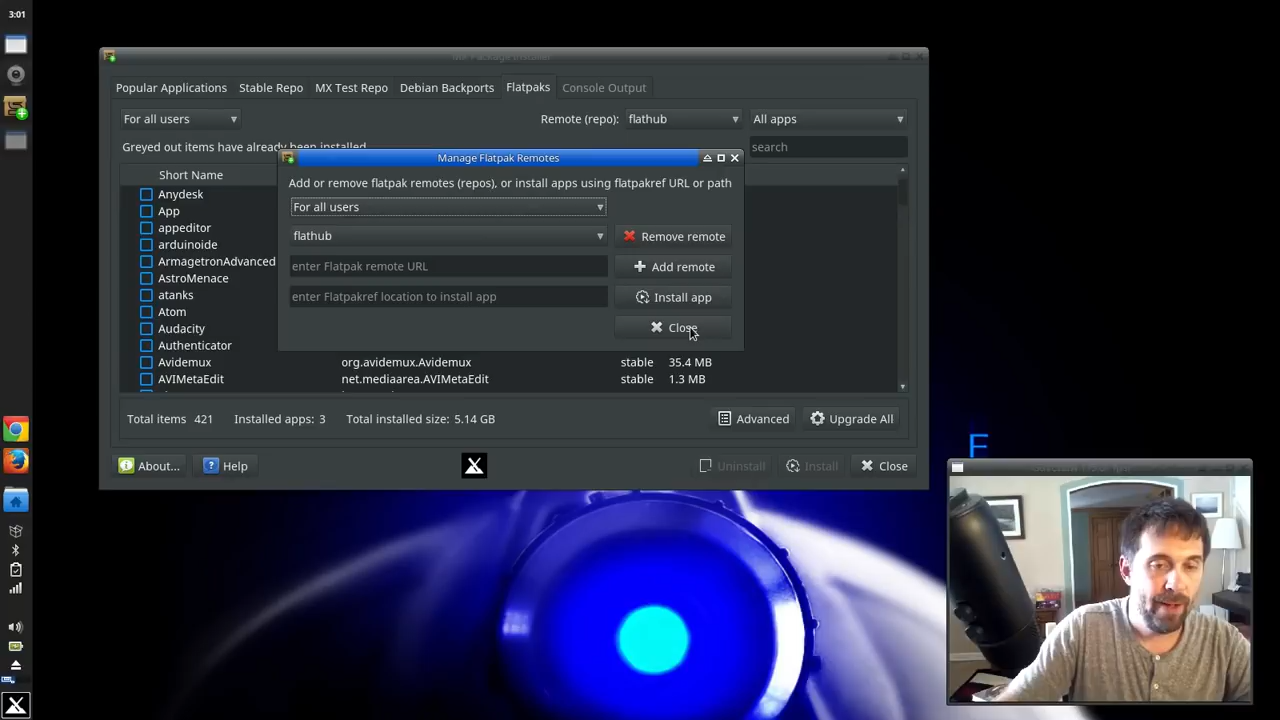 3:01
MX Package Installer
Popular Applications Stable Repo MX Test Repo Debian Backports Flatpaks Console Output
For all users Remote (repo): flathub All apps
Greyed out items have already been installed search
Manage Flatpak Remotes
Add or remove flatpak remotes (repos), or install apps using flatpakref URL or path
For all users
flathub Remove remote
enter Flatpak remote URL Add remote
enter Flatpakref location to install app Install app
Close
Short Name
Anydesk
App
appeditor
arduinoide
ArmagetronAdvanced
AstroMenace
atanks
Atom
Audacity
Authenticator
Avidemux org.avidemux.Avidemux stable 35.4 MB
AVIMetaEdit net.mediaarea.AVIMetaEdit stable 1.3 MB
Total items 421 Installed apps: 3 Total installed size: 5.14 GB Advanced Upgrade All
About... Help Uninstall Install Close
F